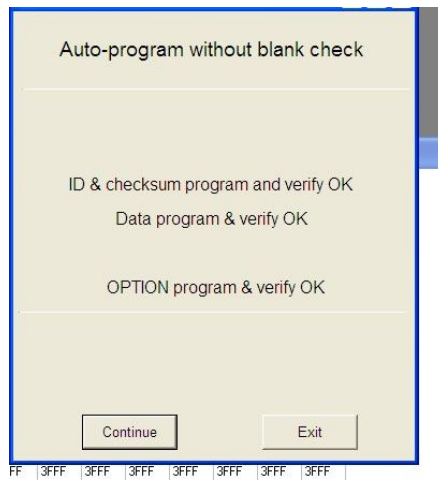 Auto-program without blank check
ID & checksum program and verify OK
Data program & verify OK
OPTION program & verify OK
Continue Exit
FF 3FFF 3FFF 3FFF 3FFF 3FFF 3FFF 3FFF